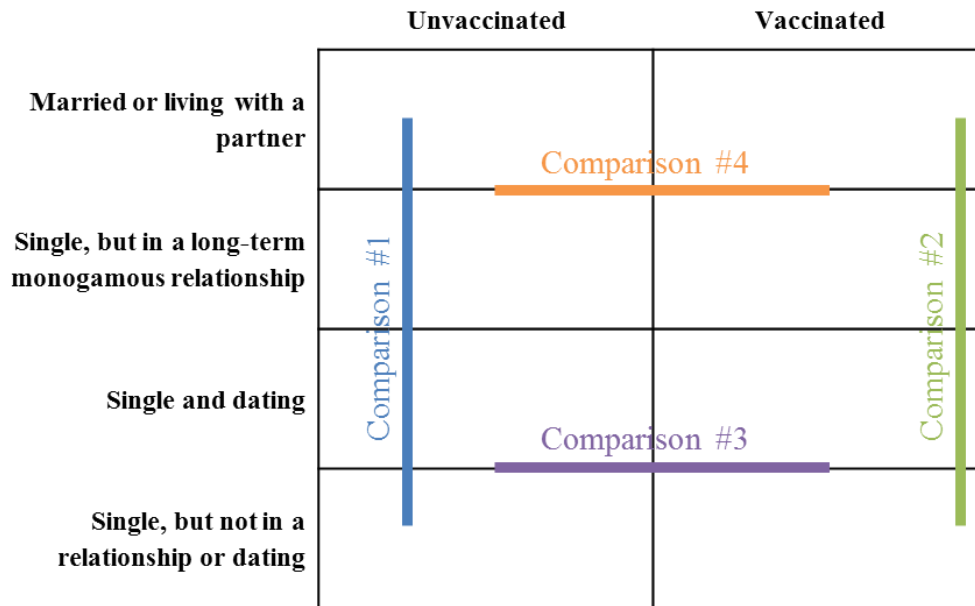 Unvaccinated Vaccinated
Married or living with a
partner
Comparison #4
Single, but in a long-term
monogamous relationship
Comparison #1
Comparison #2
Single and dating
Comparison #3
Single, but not in a
relationship or dating